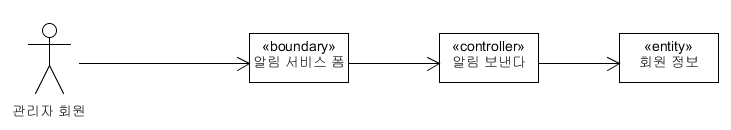 «boundary»
알림 서비스 폼
«controller»
알림 보낸다
«entity»
회원 정보
관리자 회원